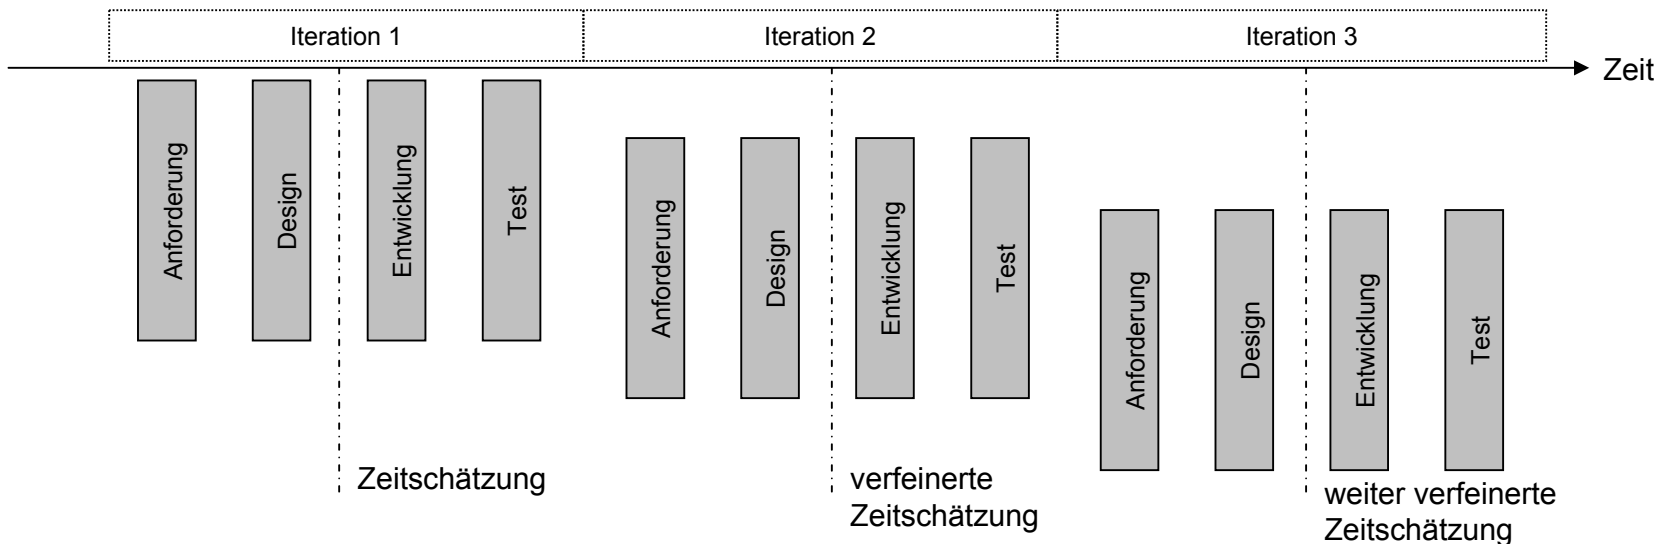 Iteration 1
Iteration 2
Iteration 3
Zeit
Anforderung
Design
Entwicklung
Test
Anforderung
Design
Entwicklung
Test
Anforderung
Design
Entwicklung
Test
Zeitschätzung
verfeinerte
Zeitschätzung
weiter verfeinerte
Zeitschätzung